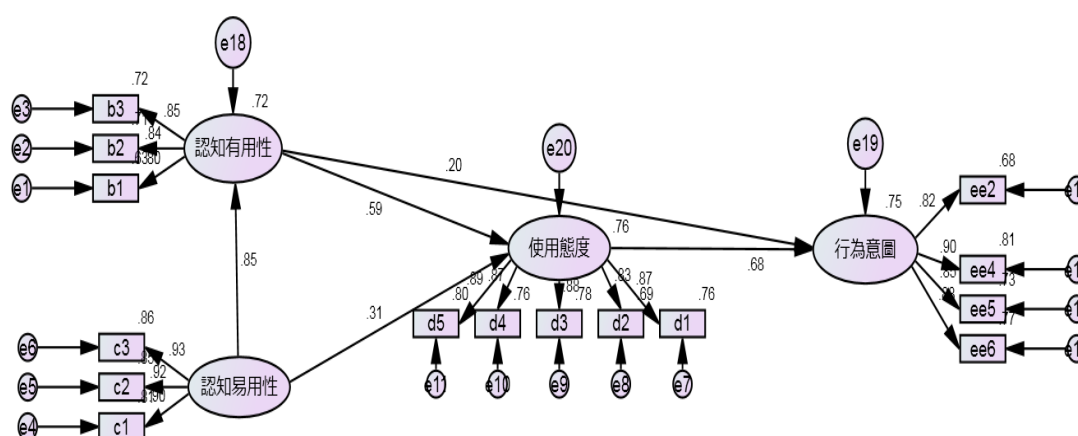 e18
.72
.72
e3
b3
.85
e2
b2
.84
認知有用性
e1
b1
e20
e19
.20
.59
.68
ee2
.82
.75
.76
使用態度
行為意圖
.68
.90
.81
ee4
ee5
ee6
.85
.31
.89
.87
.80
.76
.88
.78
.83
.69
.87
.76
d5
d4
d3
d2
d1
e11
e10
e9
e8
e7
.86
e6
c3
.93
e5
c2
.92
認知易用性
.90
e4
c1